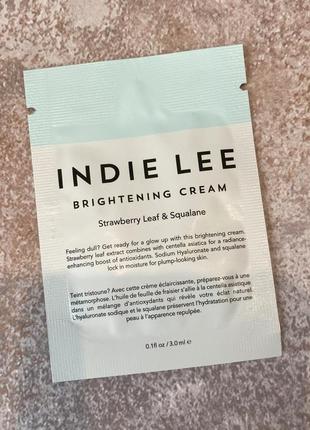 INDIE LEE
BRIGHTENING CREAM
Strawberry Leaf & Squalane
Feeling dull? Get ready for a glow up with this brightening cream.
Strawberry leaf extract combines with centella asiatica for a radiance-
enhancing boost of antioxidants. Sodium Hyaluronate and squalane
lock in moisture for plump-looking skin.
Teint tristoune? Avec cette crème éclaircissante, préparez-vous à une
métamorphose. L'huile de feuille de fraisier s'allie à la centella asiatica
dans un mélange d'antioxydants qui révèle votre éclat naturel.
L'hyaluronate sodique et le squalane préservent l'hydratation pour une
peau à l'apparence repulpée.
0.1fl oz / 3.0ml ℮